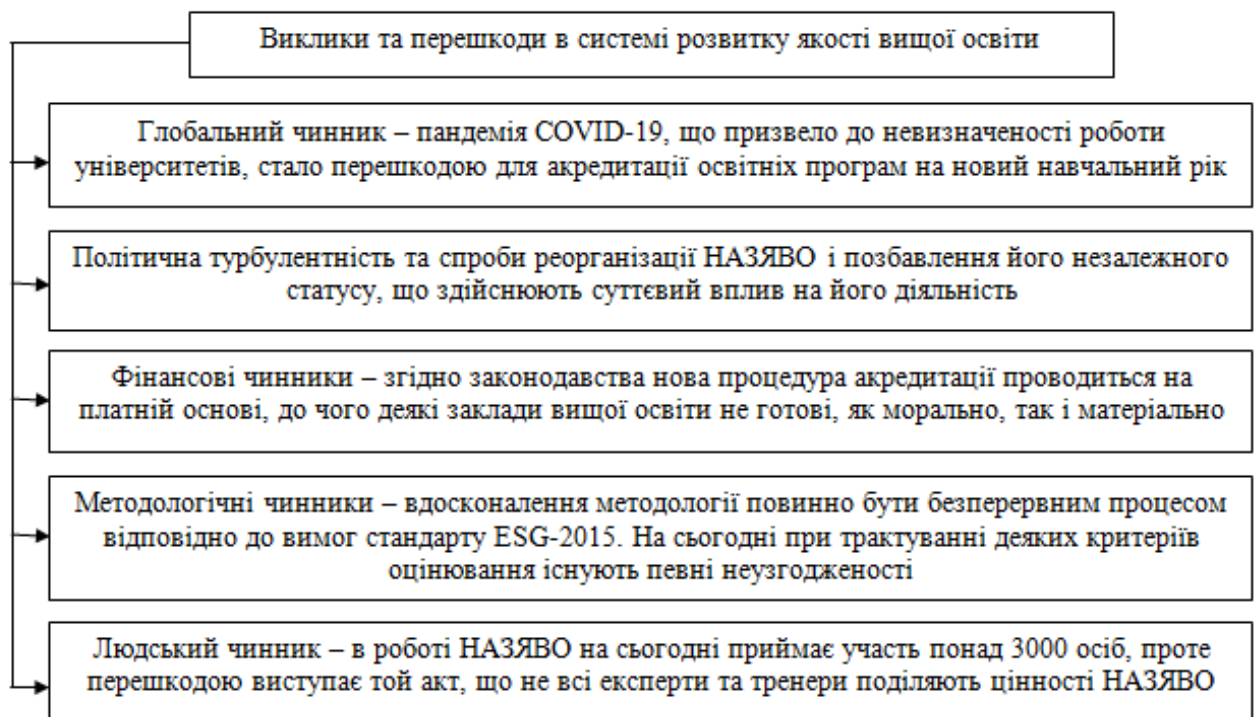 Виклики та перешкоди в системі розвитку якості вищої освіти
Глобальний чинник – пандемія COVID-19, що призвело до невизначеності роботи
університетів, стало перешкодою для акредитації освітніх програм на новий навчальний рік
Політична турбулентність та спроби реорганізації НАЗЯВО і позбавлення його незалежного
статусу, що здійснюють суттєвий вплив на його діяльність
Фінансові чинники – згідно законодавства нова процедура акредитації проводиться на
платній основі, до чого деякі заклади вищої освіти не готові, як морально, так і матеріально
Методологічні чинники – вдосконалення методології повинно бути безперервним процесом
відповідно до вимог стандарту ESG-2015. На сьогодні при трактуванні деяких критеріїв
оцінювання існують певні неузгодженості
Людський чинник – в роботі НАЗЯВО на сьогодні приймає участь понад 3000 осіб, проте
перешкодою виступає той акт, що не всі експерти та тренери поділяють цінності НАЗЯВО